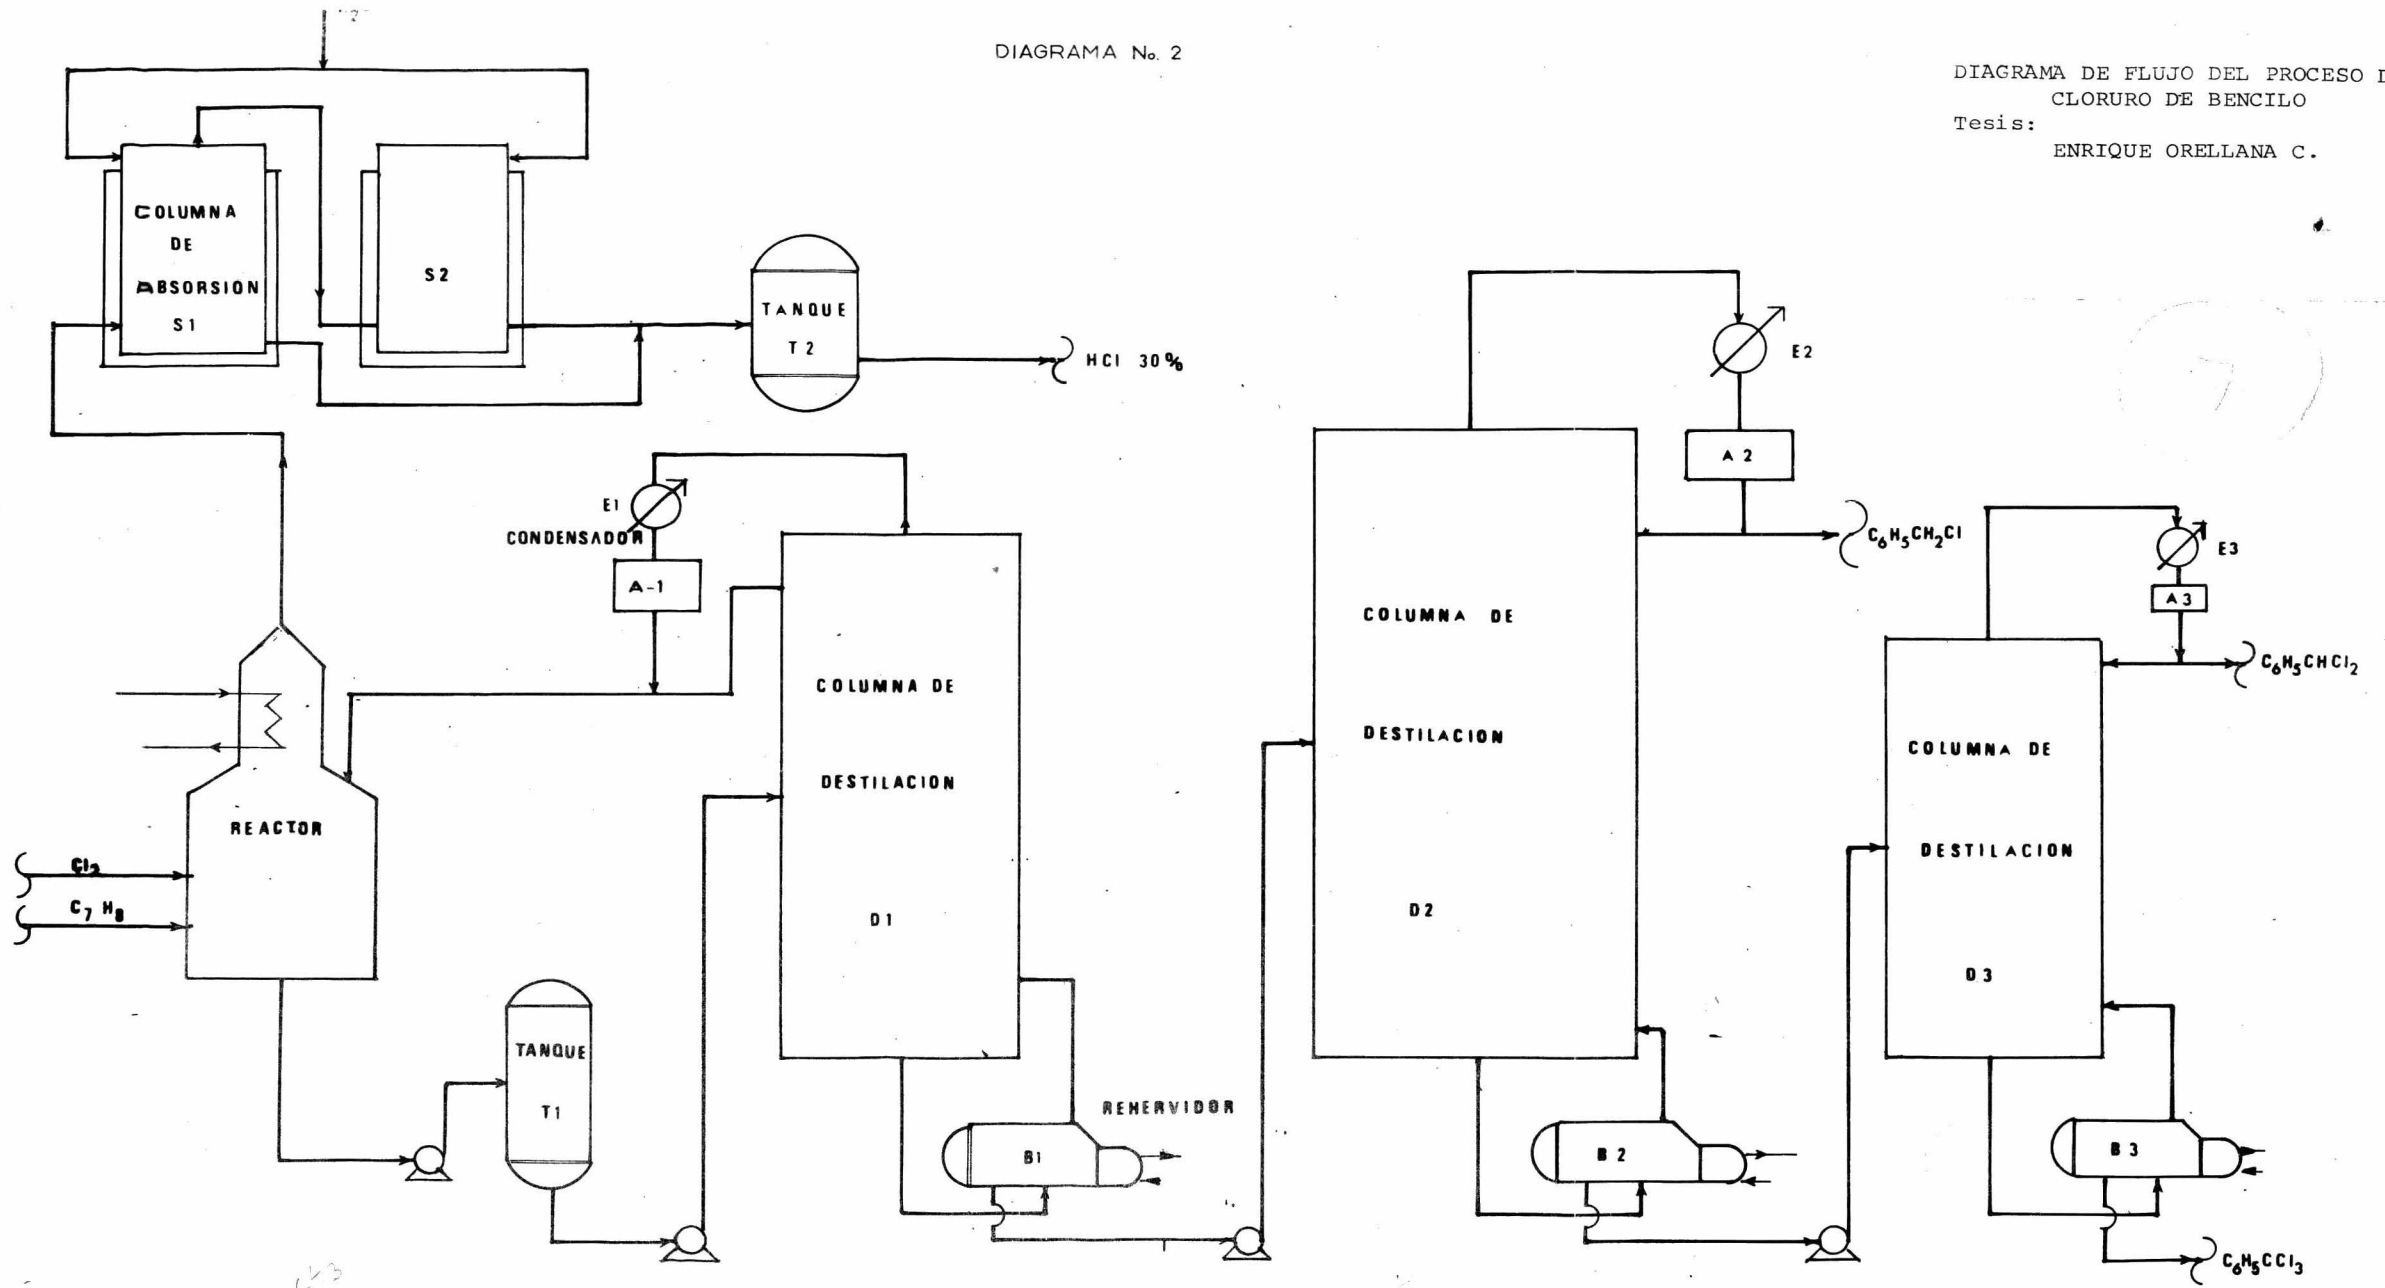 DIAGRAMA No. 2
DIAGRAMA DE FLUJO DEL PROCESO D
CLORURO DE BENCILO
Tesis:
ENRIQUE ORELLANA C.
COLUMNA
DE
ABSORSION
S1
S2
TANQUE
T2
HCl 30%
E2
A 2
C6H5CH2Cl
E1
CONDENSADOR
A-1
E3
A3
C6H5CHCl2
COLUMNA DE
DESTILACION
D1
COLUMNA DE
DESTILACION
D2
COLUMNA DE
DESTILACION
D3
REACTOR
Cl2
C7 H8
TANQUE
T1
REHERVIDOR
B1
B2
B3
C6H5CCl3